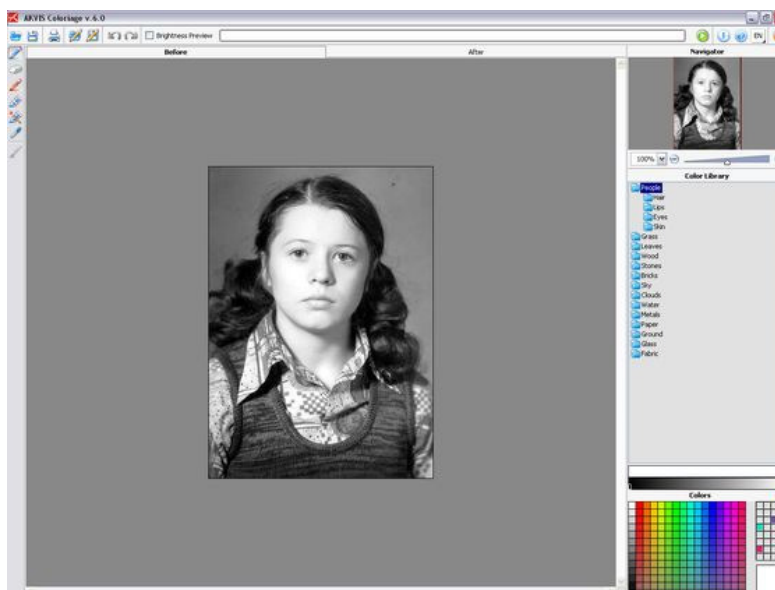 AKVIS Coloriage v.6.0
Brightness Preview
EN
Before
After
Navigator
100%
Color Library
People
Hair
Lips
Eyes
Skin
Grass
Leaves
Wood
Stones
Bricks
Sky
Clouds
Water
Metals
Paper
Ground
Glass
Fabric
Colors